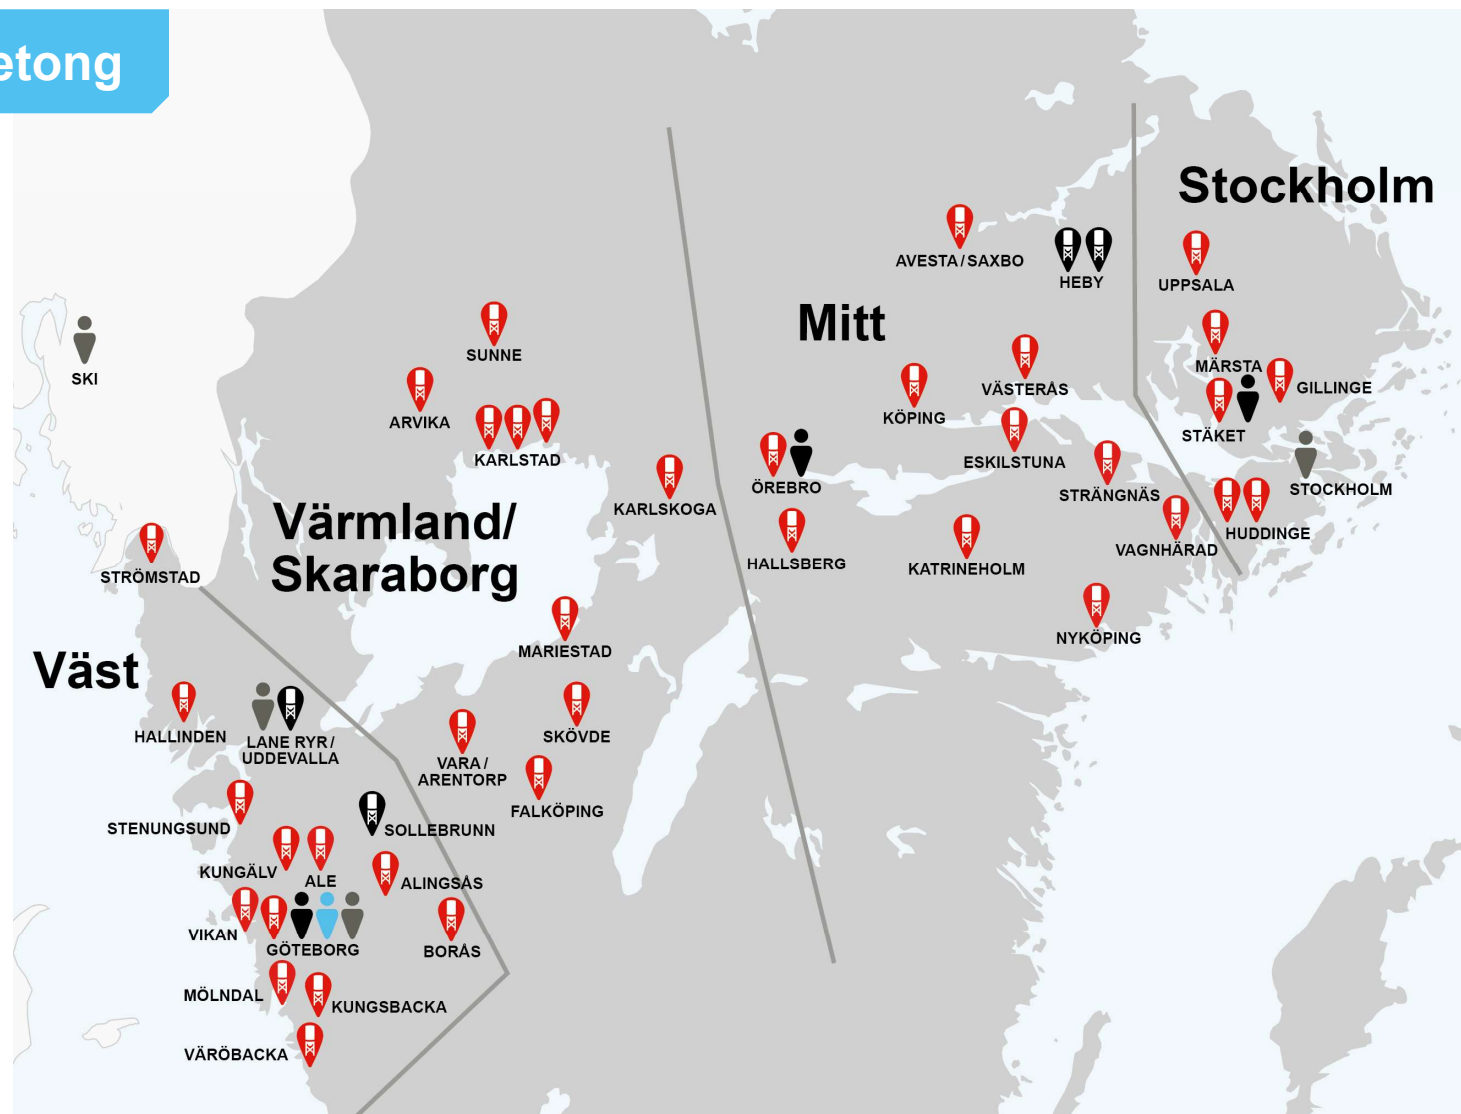 etong
Stockholm
AVESTA/SAXBO
HEBY
UPPSALA
Mitt
SUNNE
SKI
MÄRSTA
GILLINGE
VÄSTERÅS
KÖPING
ARVIKA
STÄKET
KARLSTAD
ESKILSTUNA
ÖREBRO
STRÄNGNÄS
STOCKHOLM
KARLSKOGA
Värmland/
Skaraborg
HUDDINGE
VAGNHÄRAD
HALLSBERG
KATRINEHOLM
STRÖMSTAD
NYKÖPING
MARIESTAD
Väst
HALLINDEN
LANE RYR/
UDDEVALLA
SKÖVDE
VARA/
ARENTORP
FALKÖPING
STENUNGSUND
SOLLEBRUNN
KUNGÄLV
ALE
ALINGSÅS
VIKAN
GÖTEBORG
BORÅS
MÖLNDAL
KUNGSBACKA
VÄRÖBACKA